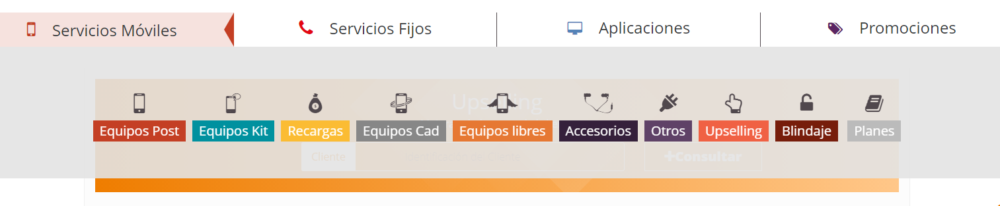 Servicios Móviles
Servicios Fijos
Aplicaciones
Promociones
Upselling
Equipos Post
Equipos Kit
Recargas
Equipos Cad
Equipos libres
Accesorios
Otros
Upselling
Blindaje
Planes
Cliente
Consultar